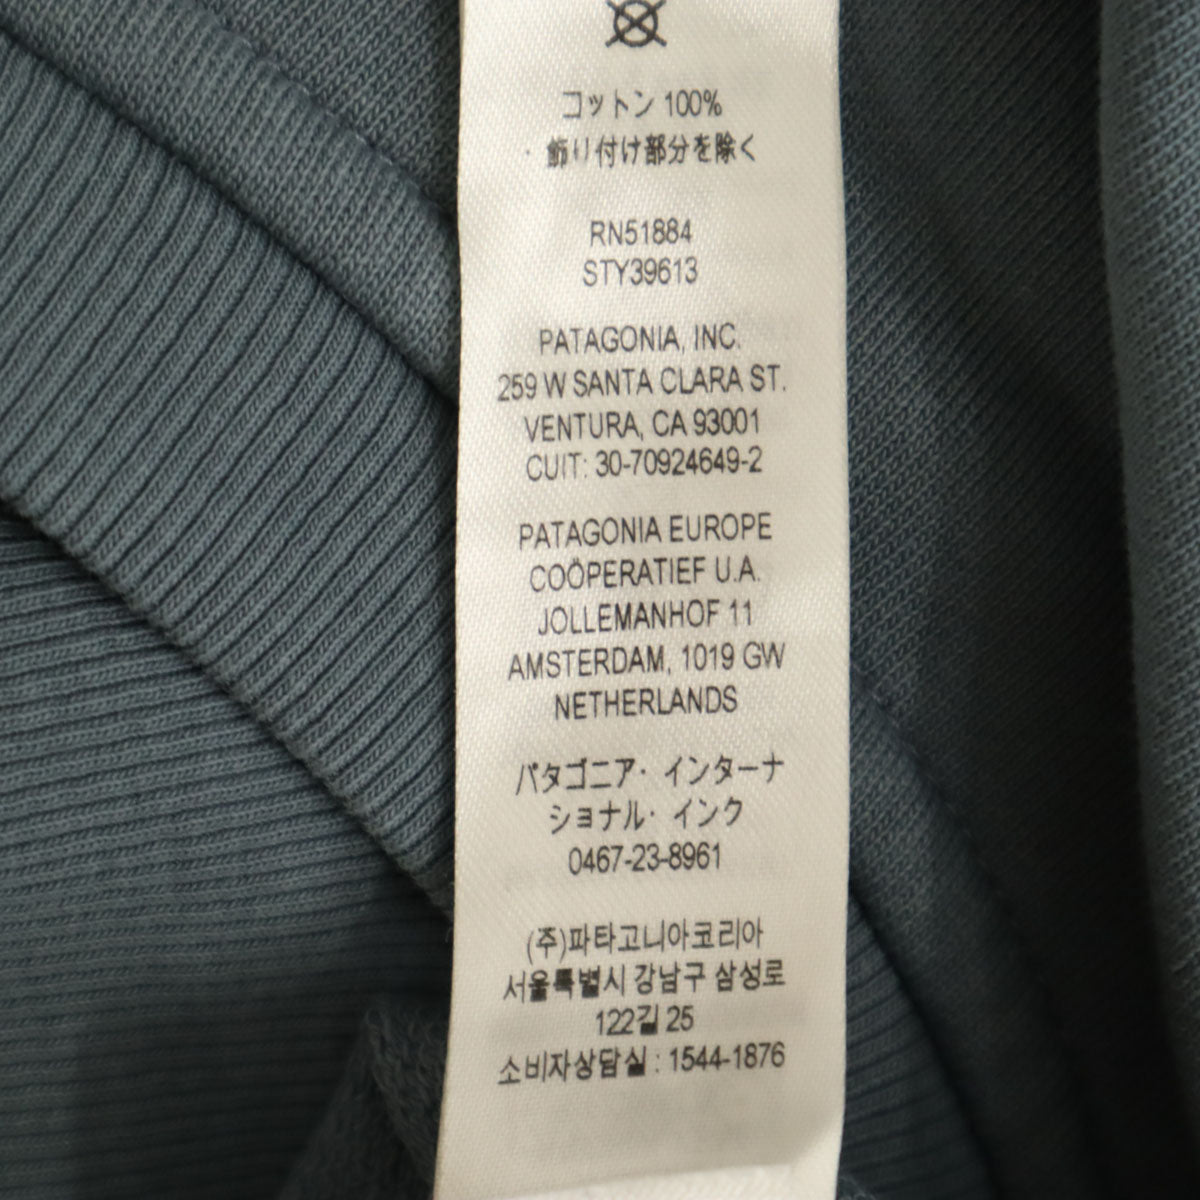 コットン 100%
・飾り付け部分を除く
RN51884
STY39613
PATAGONIA, INC.
259 W SANTA CLARA ST.
VENTURA, CA 93001
CUIT: 30-70924649-2
PATAGONIA EUROPE
COÖPERATIEF U.A.
JOLLEMANHOF 11
AMSTERDAM, 1019 GW
NETHERLANDS
パタゴニア・インターナ
ショナル・インク
0467-23-8961
(주)파타고니아코리아
서울특별시 강남구 삼성로
122길 25
소비자상담실 : 1544-1876